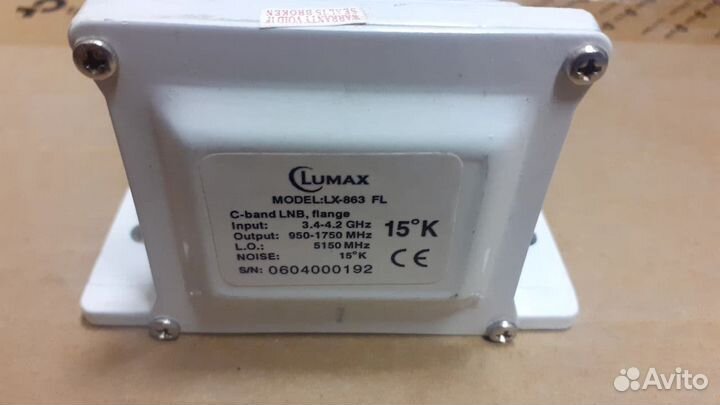 WARRANTY VOID IF
SEAL IS BROKEN
LUMAX
MODEL:LX-863 FL
C-band LNB, flange
Input: 3.4-4.2 GHz
Output: 950-1750 MHz
L.O.: 5150 MHz
NOISE: 15°K
15°K
CE
S/N: 0604000192
Avito